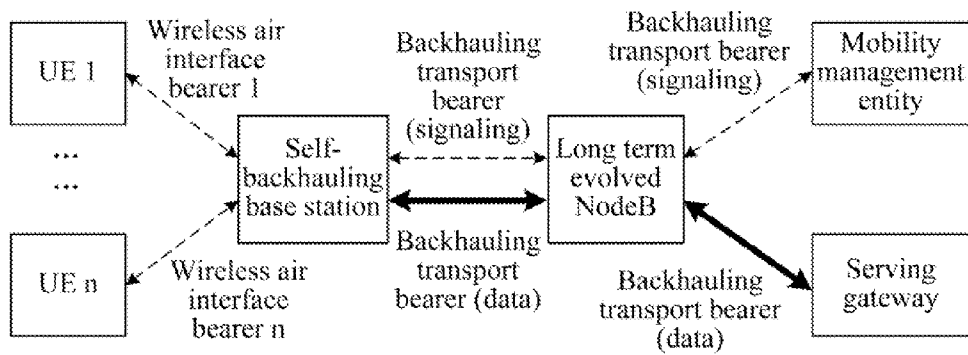 UE 1
...
...
UE n
Wireless air
interface
bearer 1
Wireless air
interface
bearer n
Self-
backhauling
base station
Backhauling
transport
bearer
(signaling)
Backhauling
transport
bearer (data)
Long term
evolved
NodeB
Backhauling
transport bearer
(signaling)
Backhauling
transport bearer
(data)
Mobility
management
entity
Serving
gateway